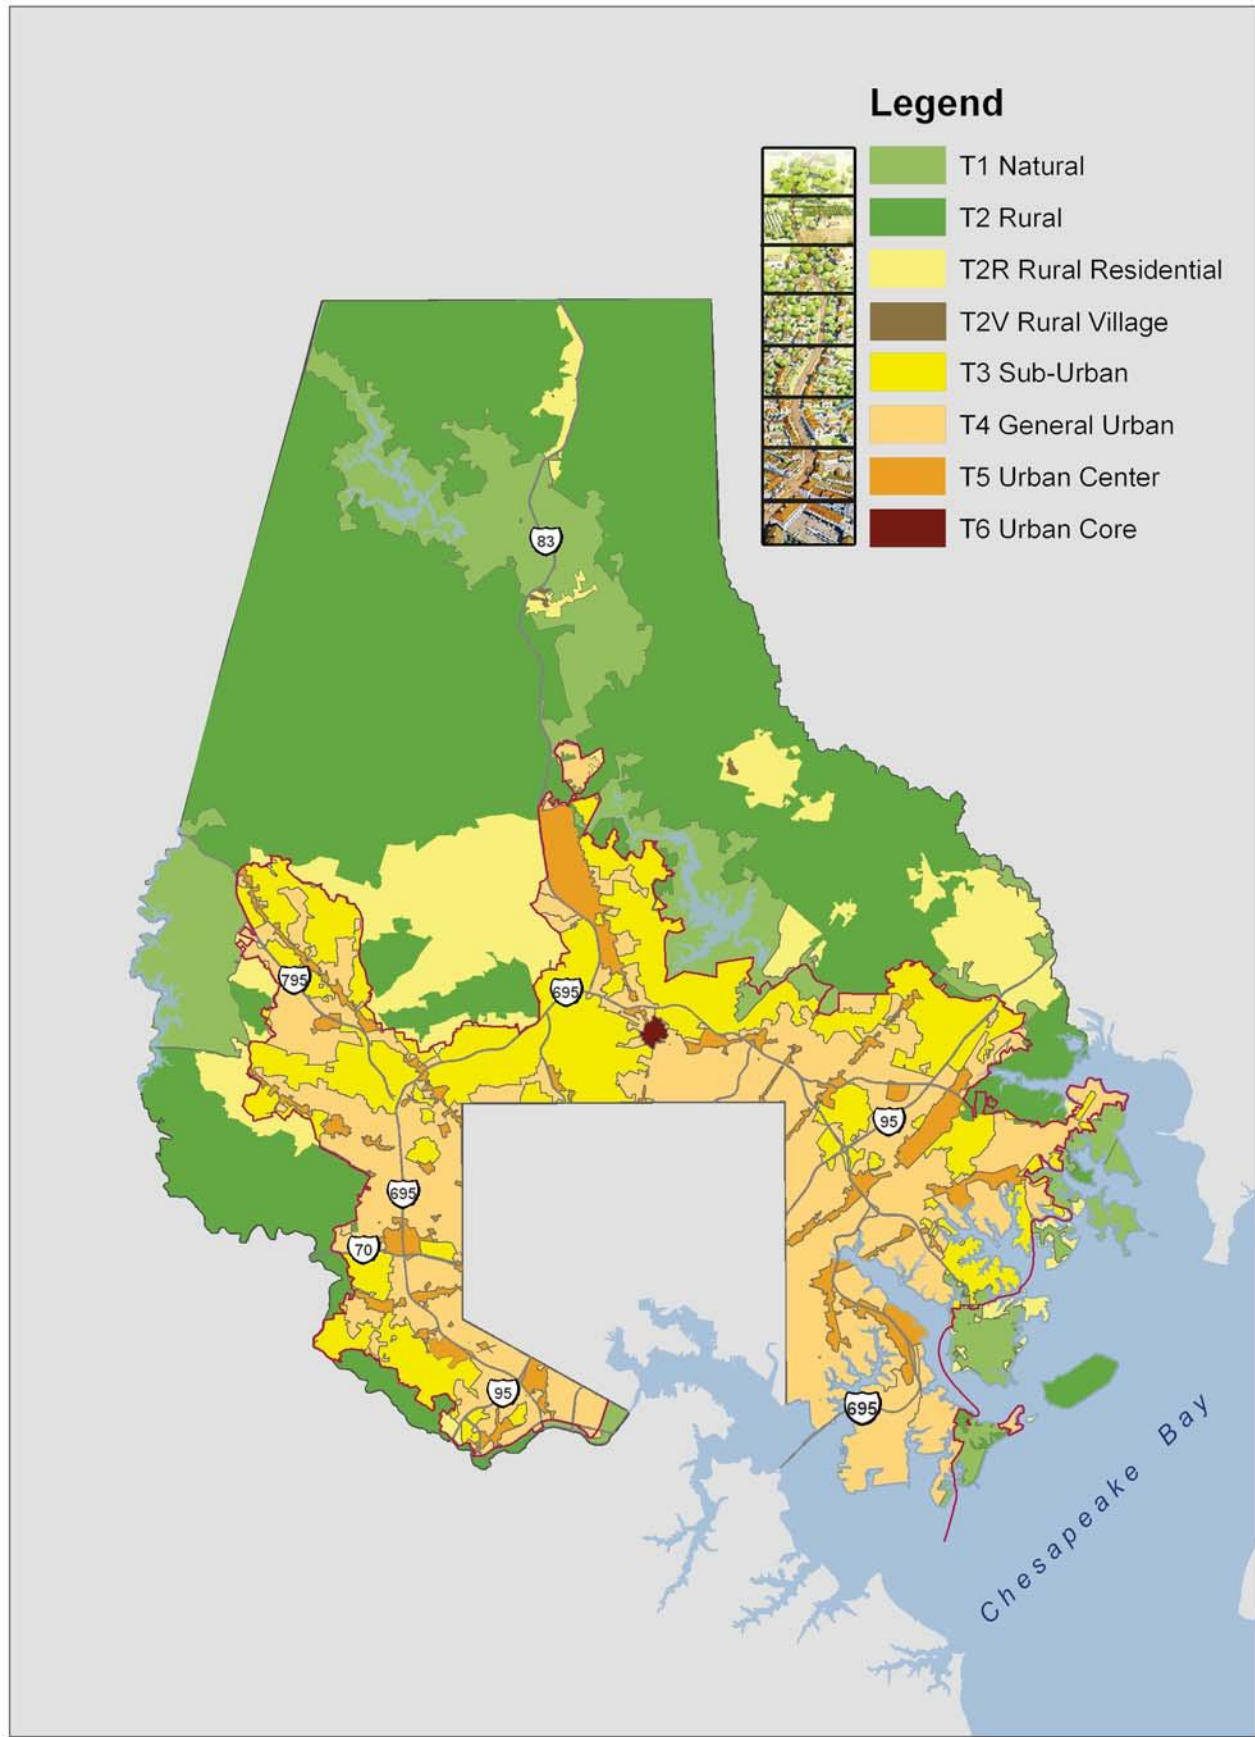 Legend
T1 Natural
T2 Rural
T2R Rural Residential
T2V Rural Village
T3 Sub-Urban
T4 General Urban
T5 Urban Center
T6 Urban Core
83
795
695
95
695
70
95
695
Chesapeake Bay